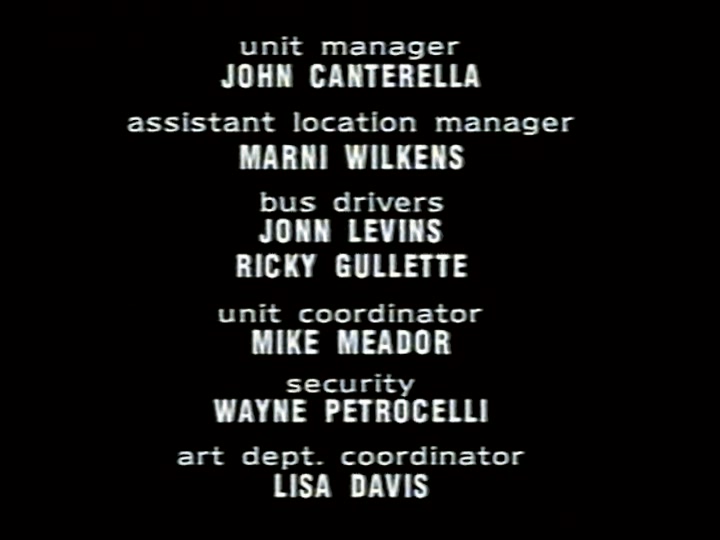 unit manager
JOHN CANTERELLA
assistant location manager
MARNI WILKENS
bus drivers
JONN LEVINS
RICKY GULLETTE
unit coordinator
MIKE MEADOR
security
WAYNE PETROCELLI
art dept. coordinator
LISA DAVIS